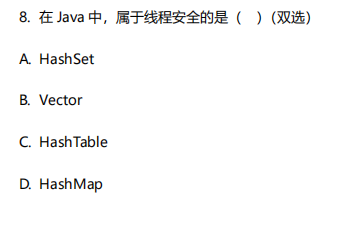 8. 在 Java 中，属于线程安全的是（  ）（双选）
A. HashSet
B. Vector
C. HashTable
D. HashMap